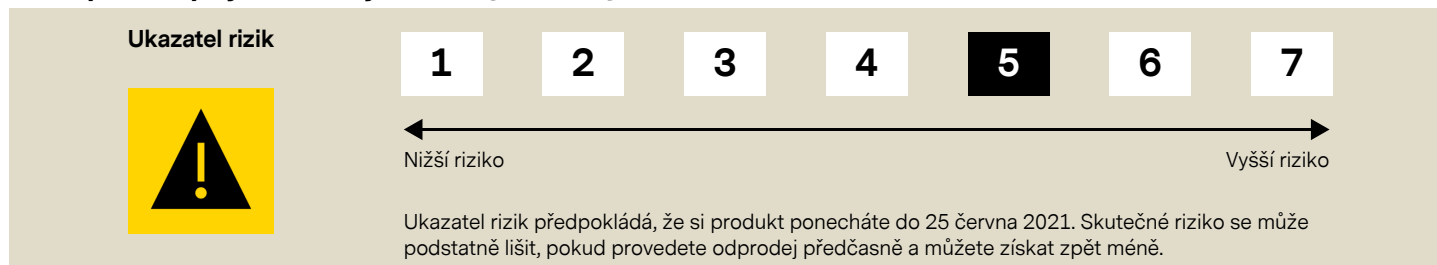 Ukazatel rizik
1 2 3 4 5 6 7
Nižší riziko Vyšší riziko
Ukazatel rizik předpokládá, že si produkt ponecháte do 25 června 2021. Skutečné riziko se může
podstatně lišit, pokud provedete odprodej předčasně a můžete získat zpět méně.